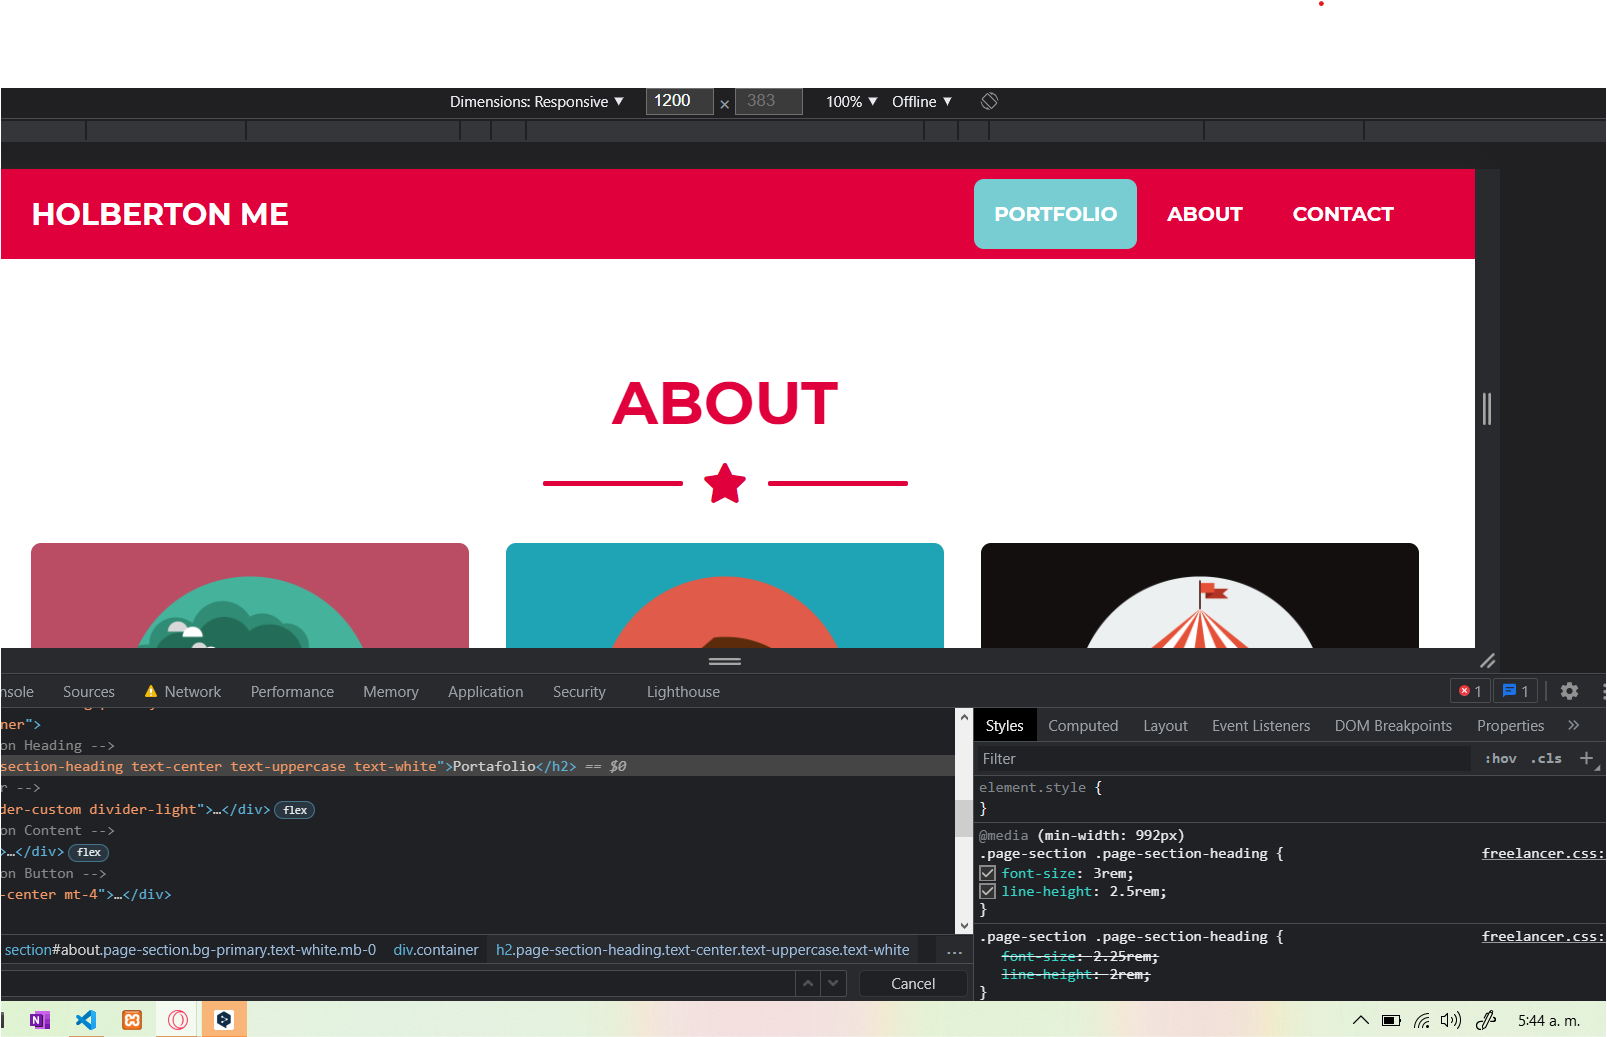 Dimensions: Responsive ▼ 1200 × 383 100% ▼ Offline ▼
HOLBERTON ME PORTFOLIO ABOUT CONTACT
ABOUT
nsole Sources Network Performance Memory Application Security Lighthouse 1 1
ner">
on Heading -->
section-heading text-center text-uppercase text-white">Portafolio</h2> == $0
r -->
der-custom divider-light">…</div> flex
on Content -->
>…</div> flex
on Button -->
-center mt-4">…</div>
section#about.page-section.bg-primary.text-white.mb-0 div.container h2.page-section-heading.text-center.text-uppercase.text-white ...
Cancel
Styles Computed Layout Event Listeners DOM Breakpoints Properties »
Filter :hov .cls +
element.style {
}
@media (min-width: 992px)
.page-section .page-section-heading { freelancer.css:
font-size: 3rem;
line-height: 2.5rem;
}
.page-section .page-section-heading { freelancer.css:
font-size: 2.25rem;
line-height: 2rem;
}
5:44 a. m.